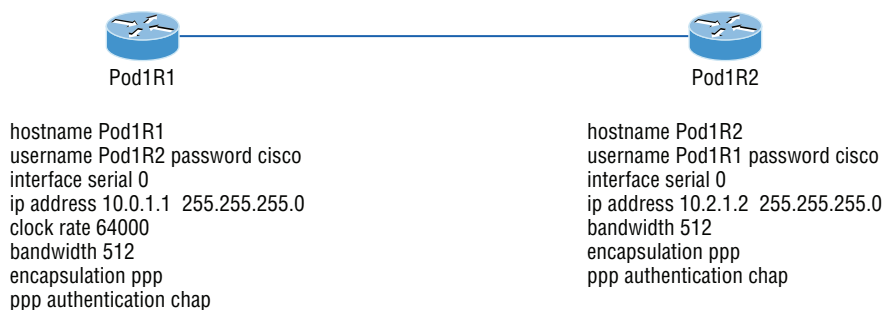 Pod1R1
Pod1R2
hostname Pod1R1
username Pod1R2 password cisco
interface serial 0
ip address 10.0.1.1 255.255.255.0
clock rate 64000
bandwidth 512
encapsulation ppp
ppp authentication chap
hostname Pod1R2
username Pod1R1 password cisco
interface serial 0
ip address 10.2.1.2 255.255.255.0
bandwidth 512
encapsulation ppp
ppp authentication chap